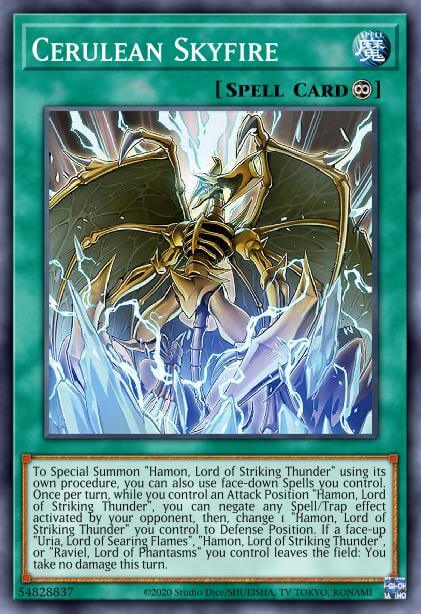 CERULEAN SKYFIRE
SPELL
魔
[SPELL CARD]
To Special Summon "Hamon, Lord of Striking Thunder" using its
own procedure, you can also use face-down Spells you control.
Once per turn, while you control an Attack Position "Hamon, Lord
of Striking Thunder", you can negate any Spell/Trap effect
activated by your opponent, then, change 1 "Hamon, Lord of
Striking Thunder" you control to Defense Position. If a face-up
"Uria, Lord of Searing Flames", "Hamon, Lord of Striking Thunder",
or "Raviel, Lord of Phantasms" you control leaves the field: You
take no damage this turn.
54828837
©2020 Studio Dice/SHUEISHA, TV TOKYO, KONAMI